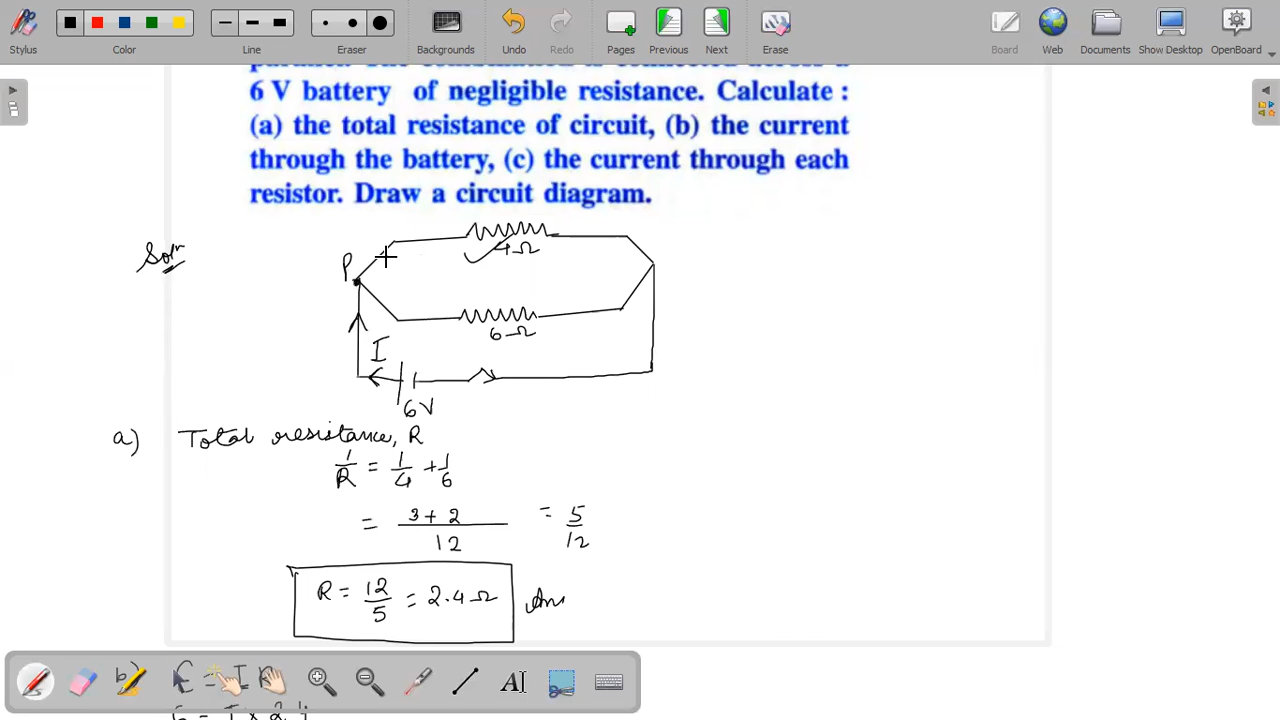 Stylus Color Line Eraser Backgrounds Undo Redo Pages Previous Next Erase Board Web Documents Show Desktop OpenBoard
6 V battery of negligible resistance. Calculate :
(a) the total resistance of circuit, (b) the current
through the battery, (c) the current through each
resistor. Draw a circuit diagram.
Soln
4Ω
P
6Ω
I
6V
a) Total resistance, R
1/R = 1/4 + 1/6
= 3+2/12 = 5/12
R = 12/5 = 2.4Ω Ans
b)